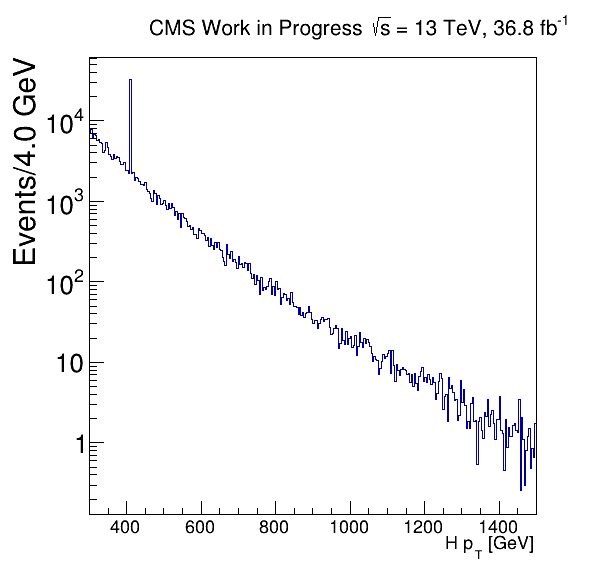 CMS Work in Progress √s = 13 TeV, 36.8 fb⁻¹
Events/4.0 GeV
10⁴
10³
10²
10
1
400 600 800 1000 1200 1400
H p_T [GeV]